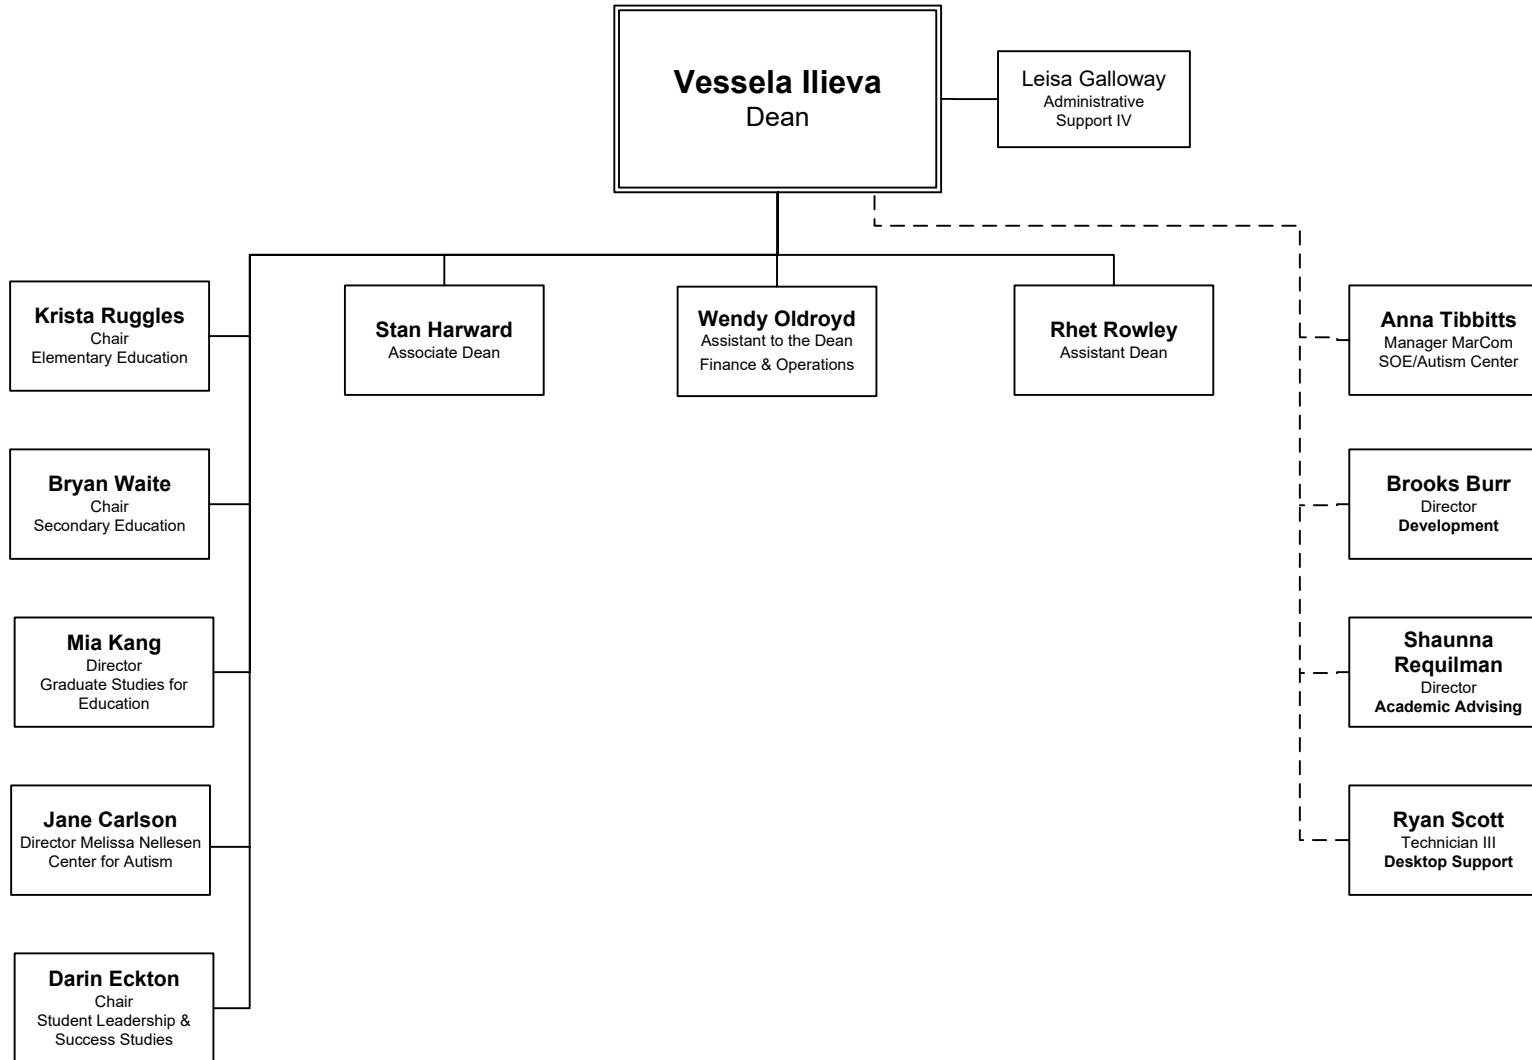 Vessela Ilieva
Dean
Leisa Galloway
Administrative
Support IV
Krista Ruggles
Chair
Elementary Education
Stan Harward
Associate Dean
Wendy Oldroyd
Assistant to the Dean
Finance & Operations
Rhet Rowley
Assistant Dean
Anna Tibbitts
Manager MarCom
SOE/Autism Center
Bryan Waite
Chair
Secondary Education
Brooks Burr
Director
Development
Mia Kang
Director
Graduate Studies for
Education
Shaunna
Requilman
Director
Academic Advising
Jane Carlson
Director Melissa Nellesen
Center for Autism
Ryan Scott
Technician III
Desktop Support
Darin Eckton
Chair
Student Leadership &
Success Studies